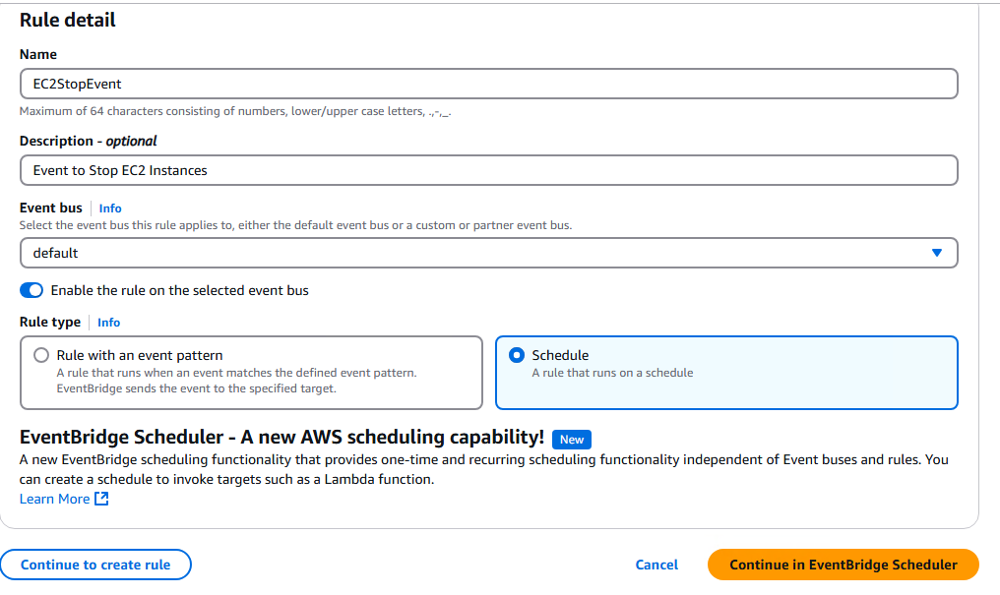 Rule detail
Name
EC2StopEvent
Maximum of 64 characters consisting of numbers, lower/upper case letters, .,-,_.
Description - optional
Event to Stop EC2 Instances
Event bus Info
Select the event bus this rule applies to, either the default event bus or a custom or partner event bus.
default
Enable the rule on the selected event bus
Rule type Info
Rule with an event pattern
A rule that runs when an event matches the defined event pattern.
EventBridge sends the event to the specified target.
Schedule
A rule that runs on a schedule
EventBridge Scheduler - A new AWS scheduling capability! New
A new EventBridge scheduling functionality that provides one-time and recurring scheduling functionality independent of Event buses and rules. You
can create a schedule to invoke targets such as a Lambda function.
Learn More
Continue to create rule Cancel Continue in EventBridge Scheduler